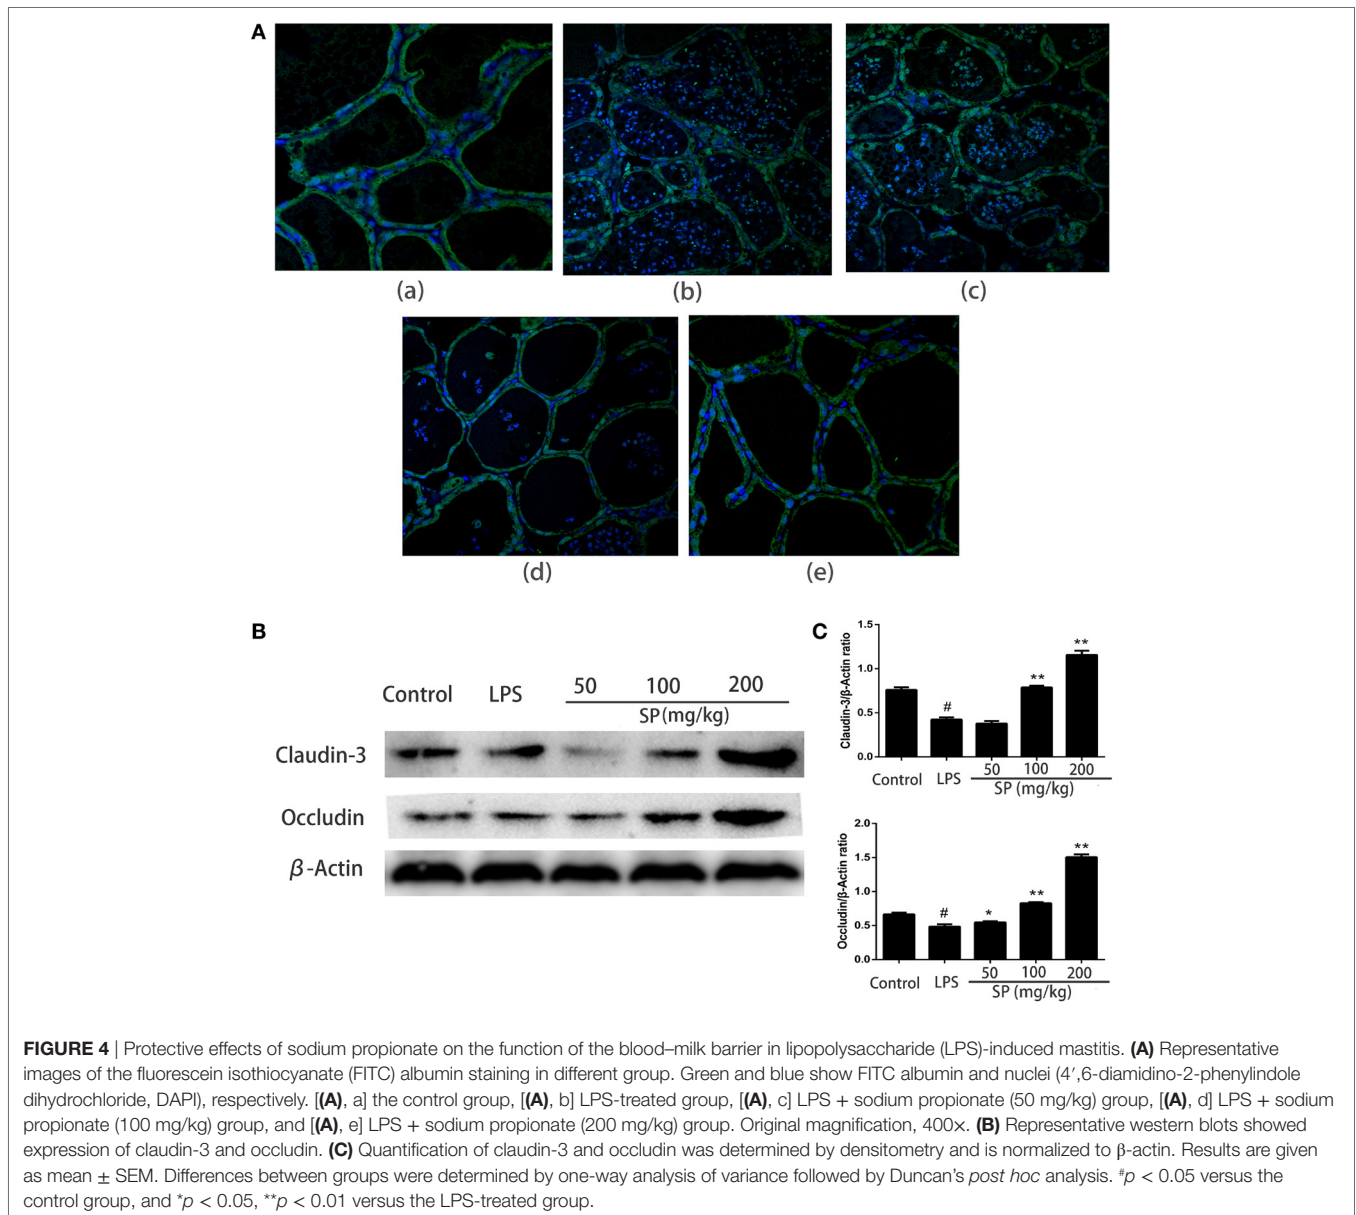 A
(a)
(b)
(c)
(d)
(e)
B
Control
LPS
50
100
200
SP(mg/kg)
Claudin-3
Occludin
β-Actin
C
Claudin-3/β-Actin ratio
1.5
1.0
0.5
0.0
#
**
**
Control
LPS
50
100
200
SP (mg/kg)
Occludin/β-Actin ratio
2.0
1.5
1.0
0.5
0.0
#
*
**
**
Control
LPS
50
100
200
SP (mg/kg)
FIGURE 4 | Protective effects of sodium propionate on the function of the blood–milk barrier in lipopolysaccharide (LPS)-induced mastitis. (A) Representative
images of the fluorescein isothiocyanate (FITC) albumin staining in different group. Green and blue show FITC albumin and nuclei (4′,6-diamidino-2-phenylindole
dihydrochloride, DAPI), respectively. [(A), a] the control group, [(A), b] LPS-treated group, [(A), c] LPS + sodium propionate (50 mg/kg) group, [(A), d] LPS + sodium
propionate (100 mg/kg) group, and [(A), e] LPS + sodium propionate (200 mg/kg) group. Original magnification, 400×. (B) Representative western blots showed
expression of claudin-3 and occludin. (C) Quantification of claudin-3 and occludin was determined by densitometry and is normalized to β-actin. Results are given
as mean ± SEM. Differences between groups were determined by one-way analysis of variance followed by Duncan's post hoc analysis. #p < 0.05 versus the
control group, and *p < 0.05, **p < 0.01 versus the LPS-treated group.